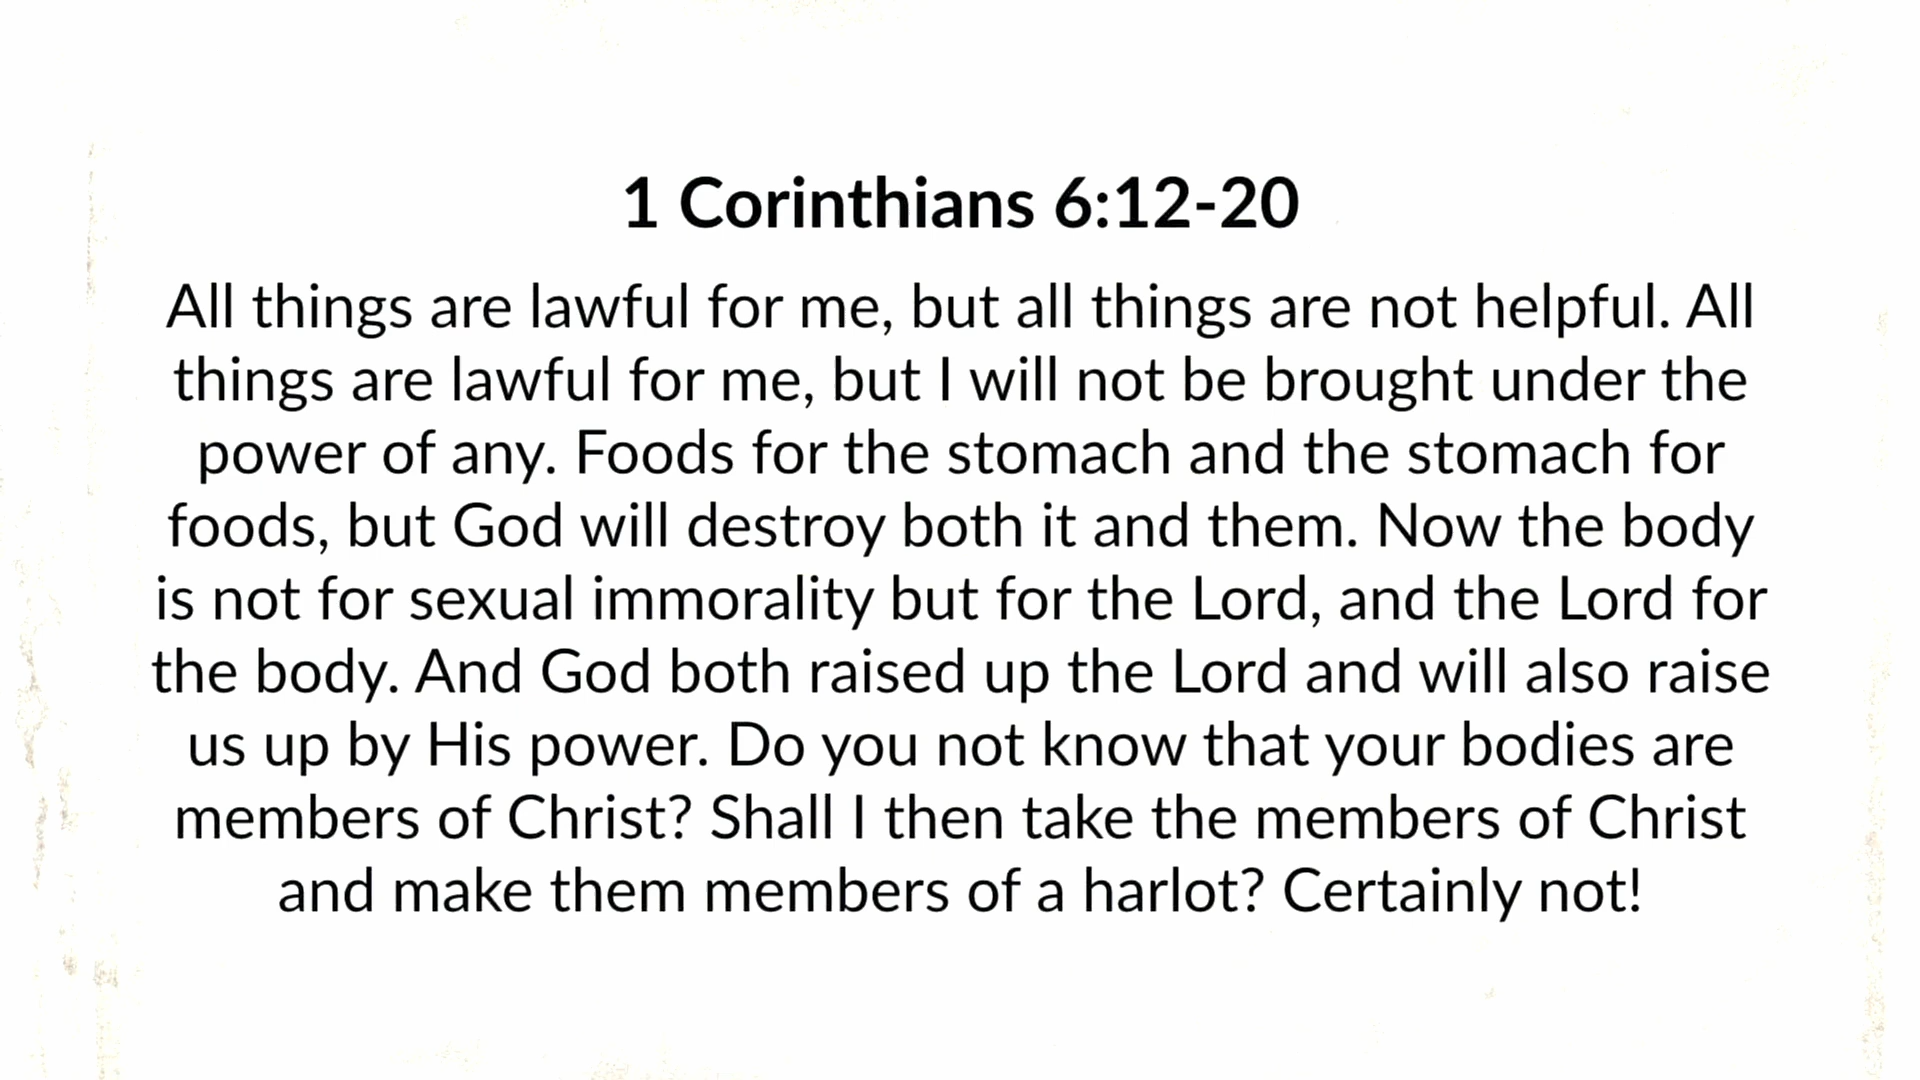 1 Corinthians 6:12-20
All things are lawful for me, but all things are not helpful. All
things are lawful for me, but I will not be brought under the
power of any. Foods for the stomach and the stomach for
foods, but God will destroy both it and them. Now the body
is not for sexual immorality but for the Lord, and the Lord for
the body. And God both raised up the Lord and will also raise
us up by His power. Do you not know that your bodies are
members of Christ? Shall I then take the members of Christ
and make them members of a harlot? Certainly not!